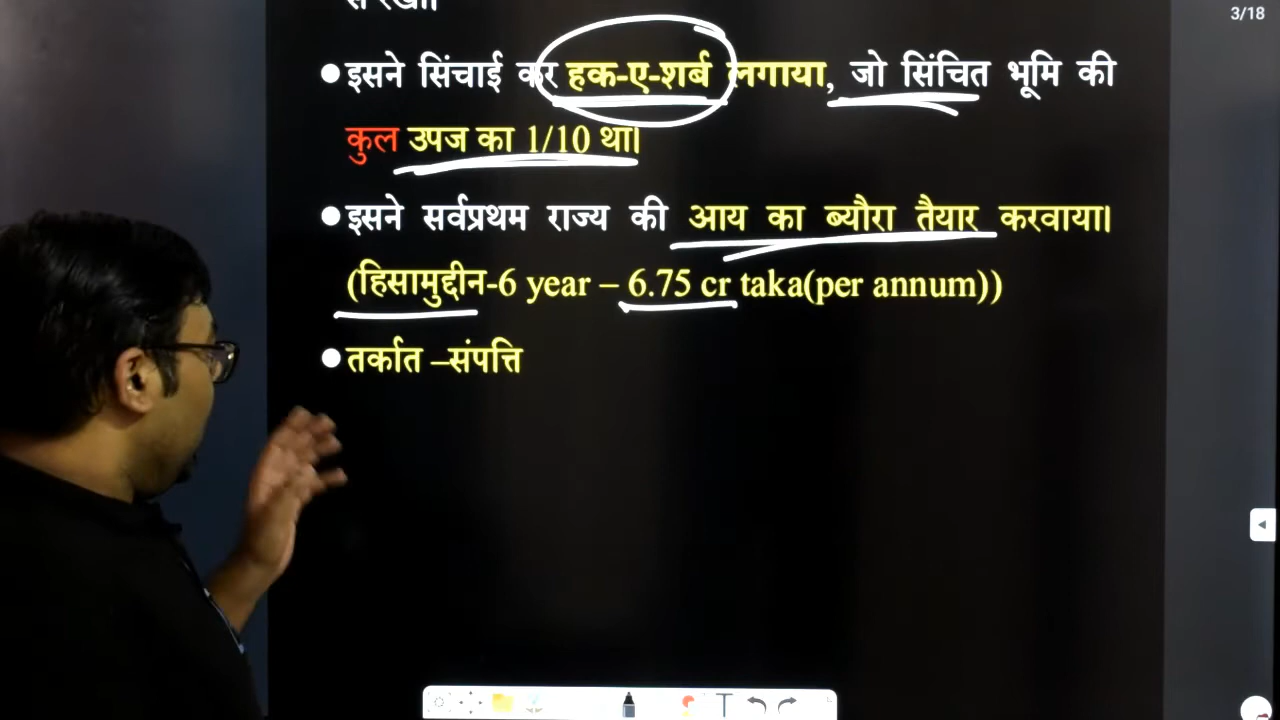 3/18
से रखा।
●इसने सिंचाई कर हक-ए-शर्ब लगाया, जो सिंचित भूमि की
कुल उपज का 1/10 था।
●इसने सर्वप्रथम राज्य की आय का ब्यौरा तैयार करवाया।
(हिसामुद्दीन-6 year – 6.75 cr taka(per annum))
●तर्कात –संपत्ति
T